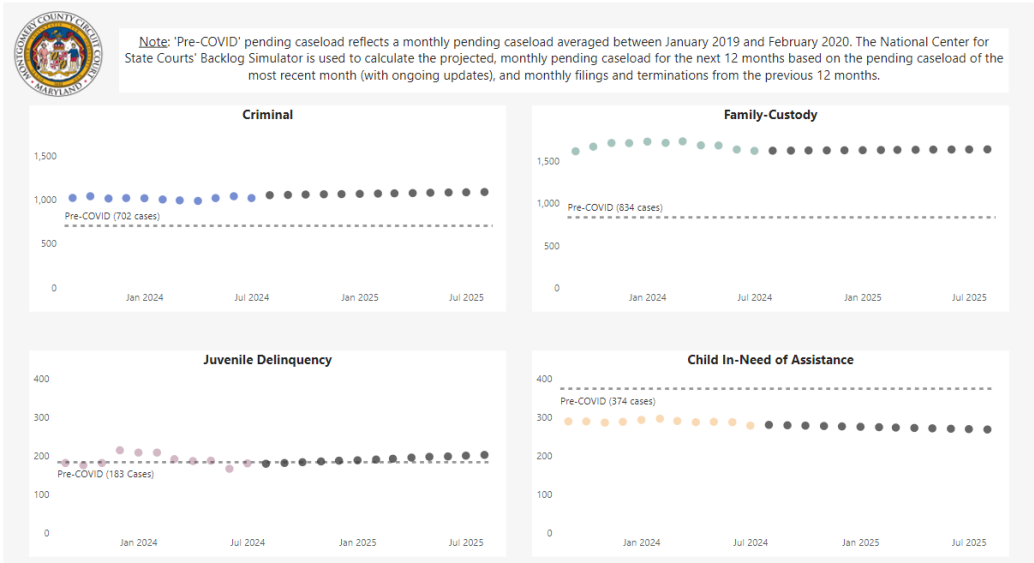 MONTGOMERY COUNTY CIRCUIT COURT
MARYLAND
Note: 'Pre-COVID' pending caseload reflects a monthly pending caseload averaged between January 2019 and February 2020. The National Center for
State Courts' Backlog Simulator is used to calculate the projected, monthly pending caseload for the next 12 months based on the pending caseload of the
most recent month (with ongoing updates), and monthly filings and terminations from the previous 12 months.
Criminal
1,500
1,000
Pre-COVID (702 cases)
500
0
Jan 2024 Jul 2024 Jan 2025 Jul 2025
Family-Custody
1,500
1,000
Pre-COVID (834 cases)
500
0
Jan 2024 Jul 2024 Jan 2025 Jul 2025
Juvenile Delinquency
400
300
200
Pre-COVID (183 Cases)
100
0
Jan 2024 Jul 2024 Jan 2025 Jul 2025
Child In-Need of Assistance
400
Pre-COVID (374 cases)
300
200
100
0
Jan 2024 Jul 2024 Jan 2025 Jul 2025